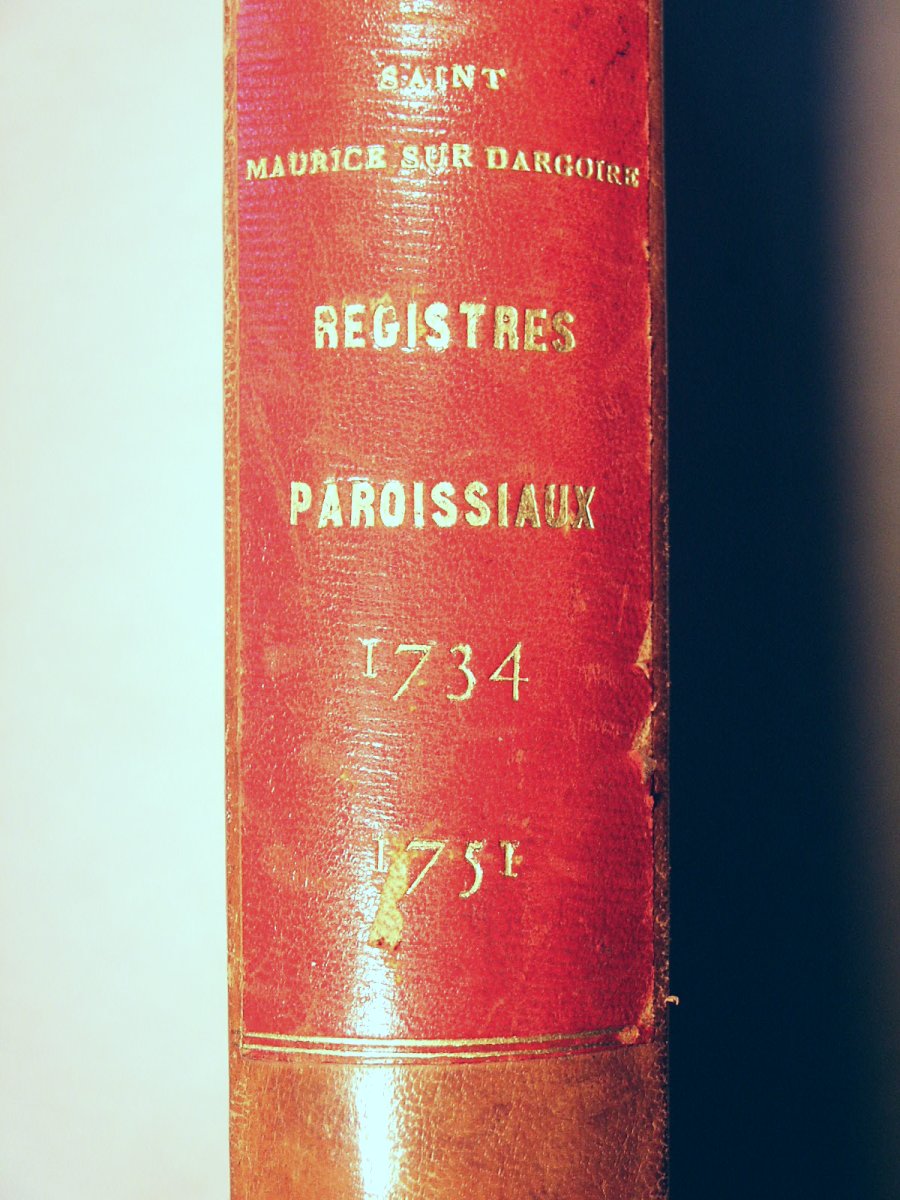 SAINT
MAURICE SUR DARGOIRE
REGISTRES
PAROISSIAUX
1734
1751